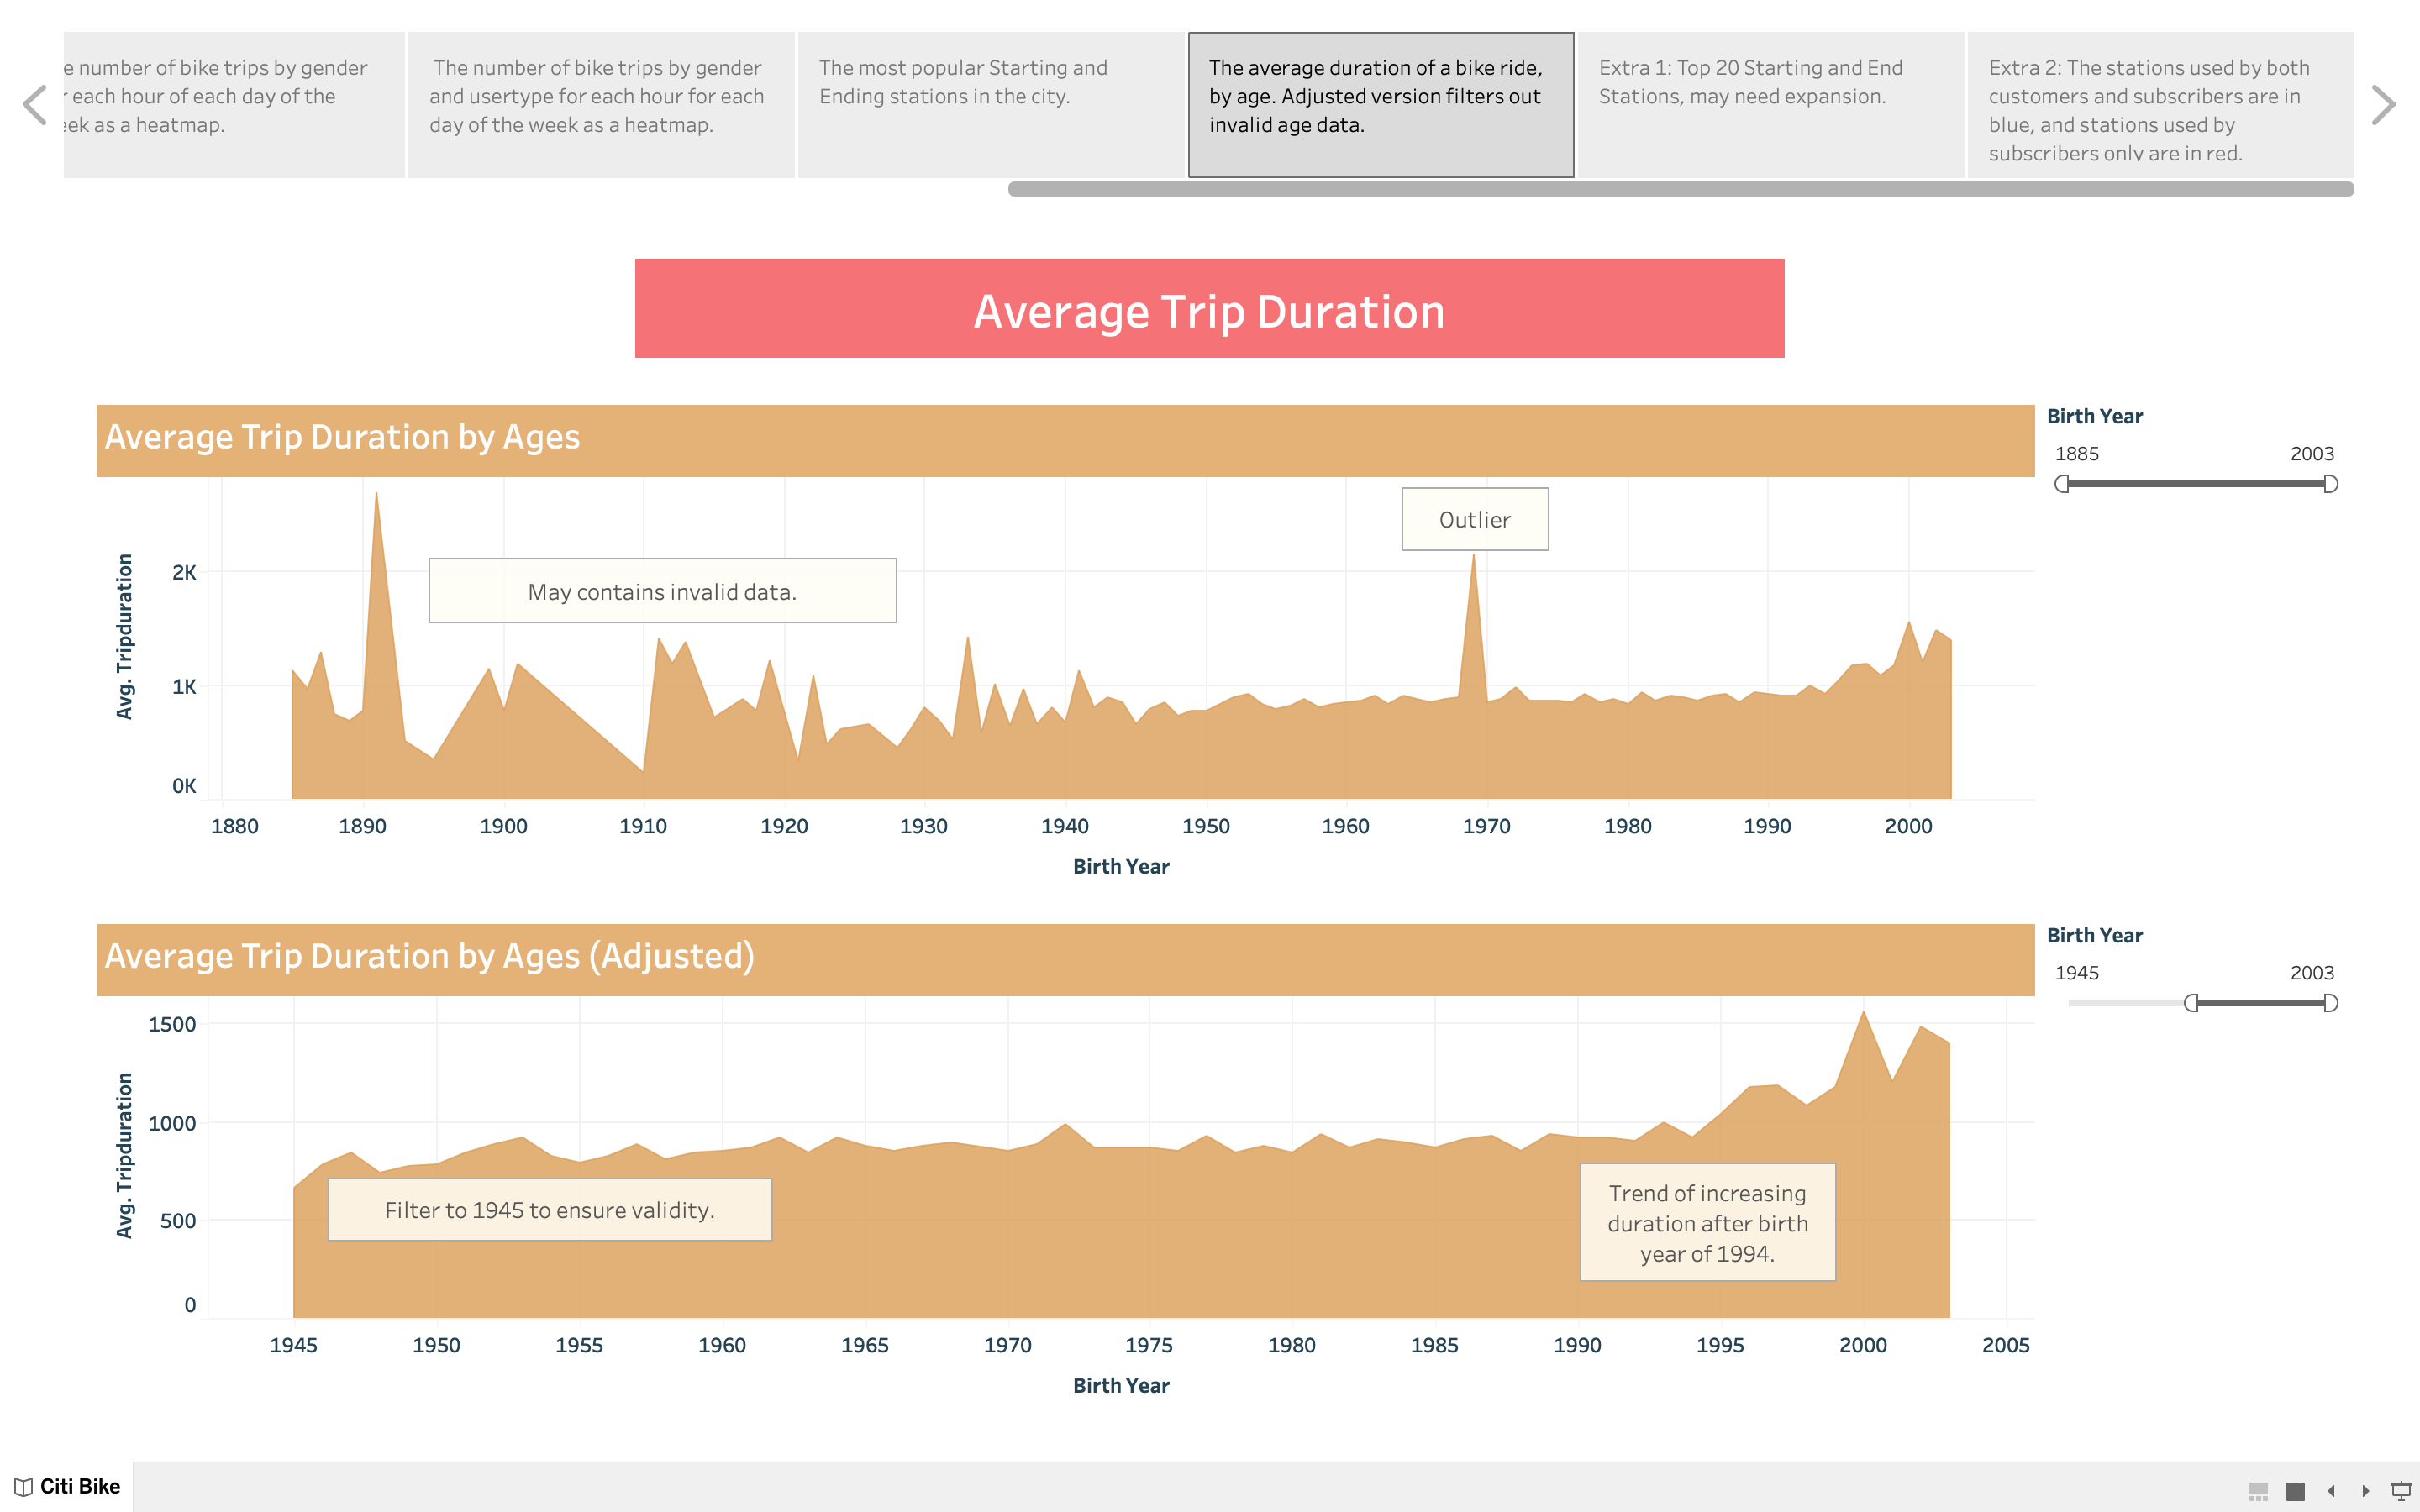 e number of bike trips by gender
r each hour of each day of the
eek as a heatmap.
The number of bike trips by gender
and usertype for each hour for each
day of the week as a heatmap.
The most popular Starting and
Ending stations in the city.
The average duration of a bike ride,
by age. Adjusted version filters out
invalid age data.
Extra 1: Top 20 Starting and End
Stations, may need expansion.
Extra 2: The stations used by both
customers and subscribers are in
blue, and stations used by
subscribers only are in red.
Average Trip Duration
Average Trip Duration by Ages
Birth Year
1885 2003
Avg. Tripduration
2K
1K
0K
May contains invalid data.
Outlier
1880 1890 1900 1910 1920 1930 1940 1950 1960 1970 1980 1990 2000
Birth Year
Average Trip Duration by Ages (Adjusted)
Birth Year
1945 2003
Avg. Tripduration
1500
1000
500
0
Filter to 1945 to ensure validity.
Trend of increasing
duration after birth
year of 1994.
1945 1950 1955 1960 1965 1970 1975 1980 1985 1990 1995 2000 2005
Birth Year
Citi Bike